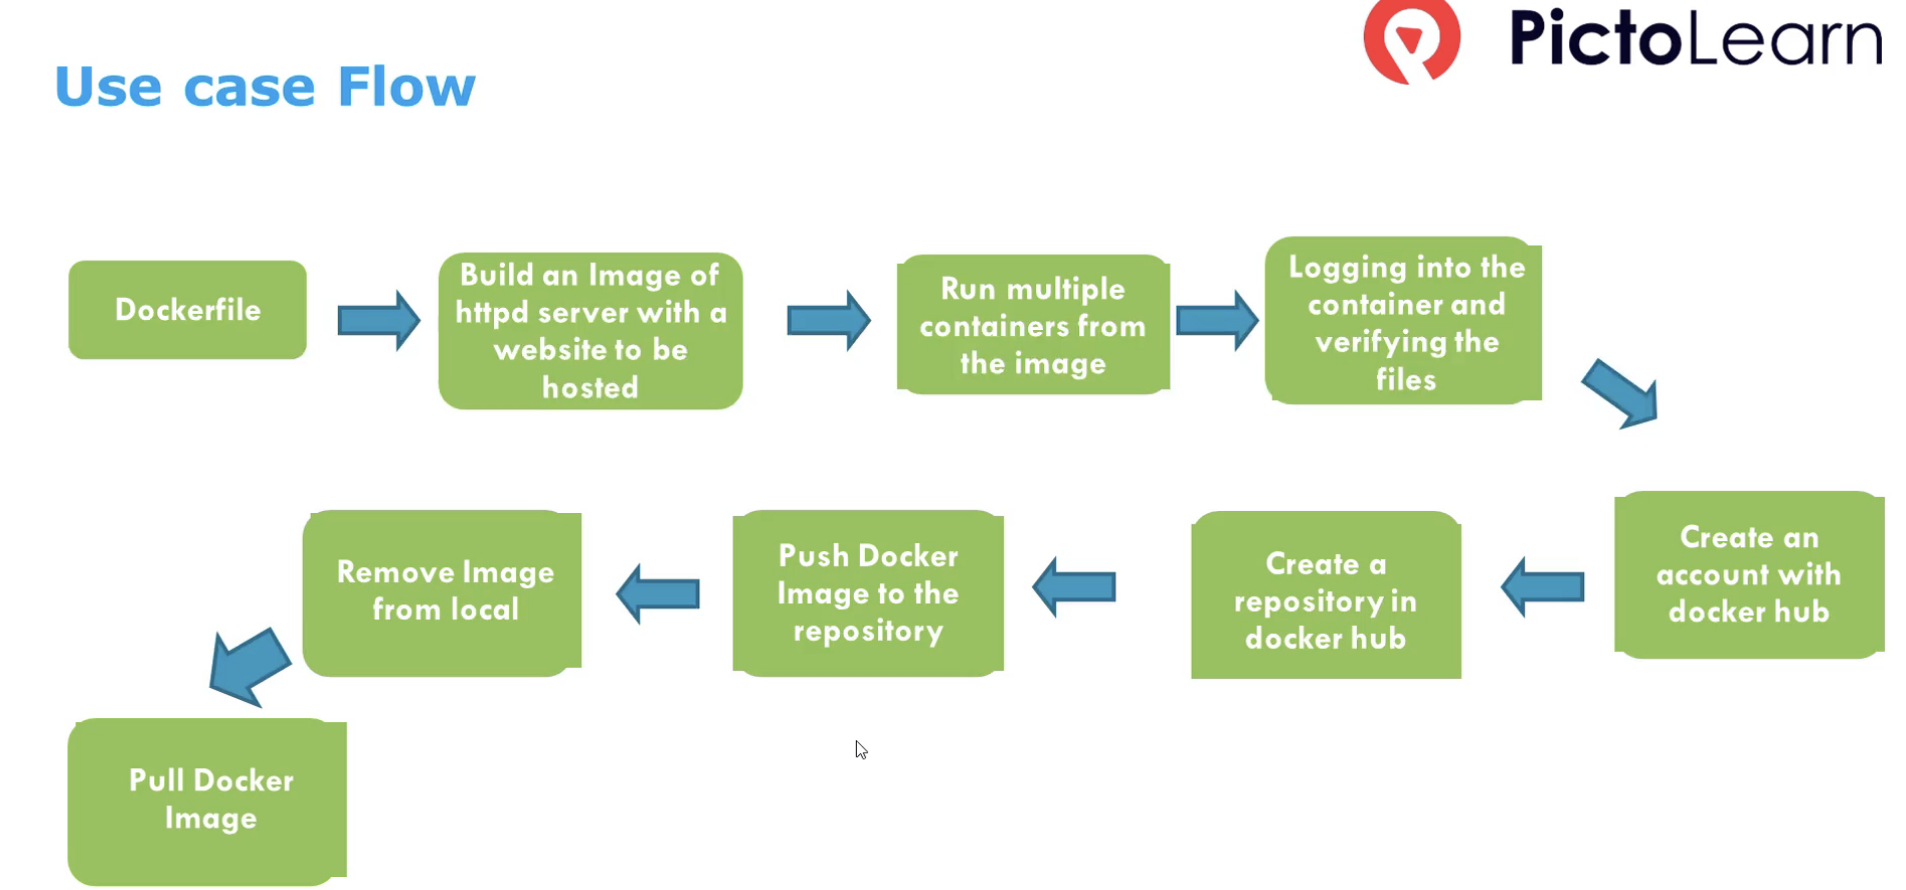 PictoLearn
Use case Flow
Dockerfile
Build an Image of
httpd server with a
website to be
hosted
Run multiple
containers from
the image
Logging into the
container and
verifying the
files
Create an
account with
docker hub
Create a
repository in
docker hub
Push Docker
Image to the
repository
Remove Image
from local
Pull Docker
Image